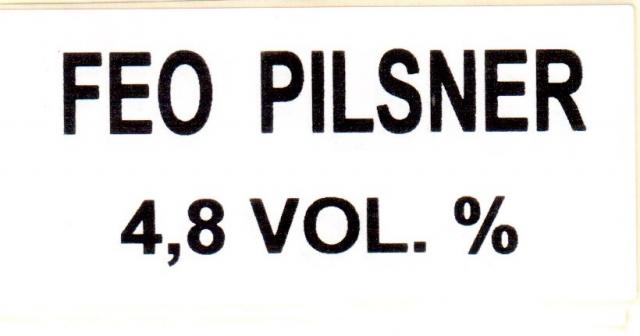 FEO PILSNER
4,8 VOL. %